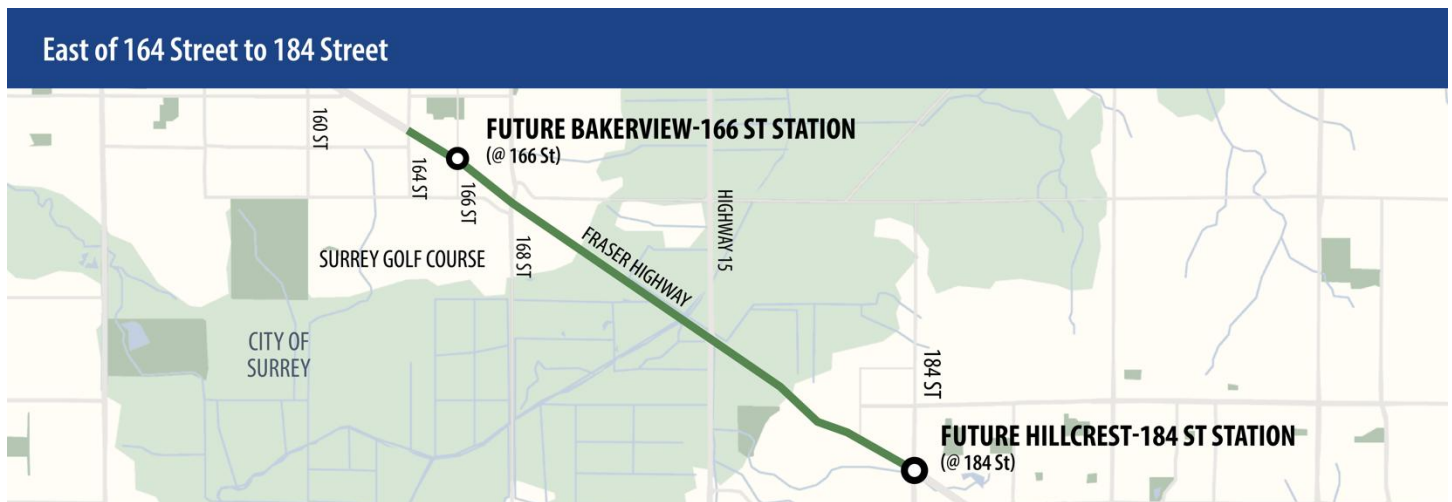 East of 164 Street to 184 Street
160 ST
FUTURE BAKERVIEW-166 ST STATION
(@ 166 St)
164 ST
166 ST
HIGHWAY 15
168 ST
SURREY GOLF COURSE
FRASER HIGHWAY
CITY OF
SURREY
184 ST
FUTURE HILLCREST-184 ST STATION
(@ 184 St)